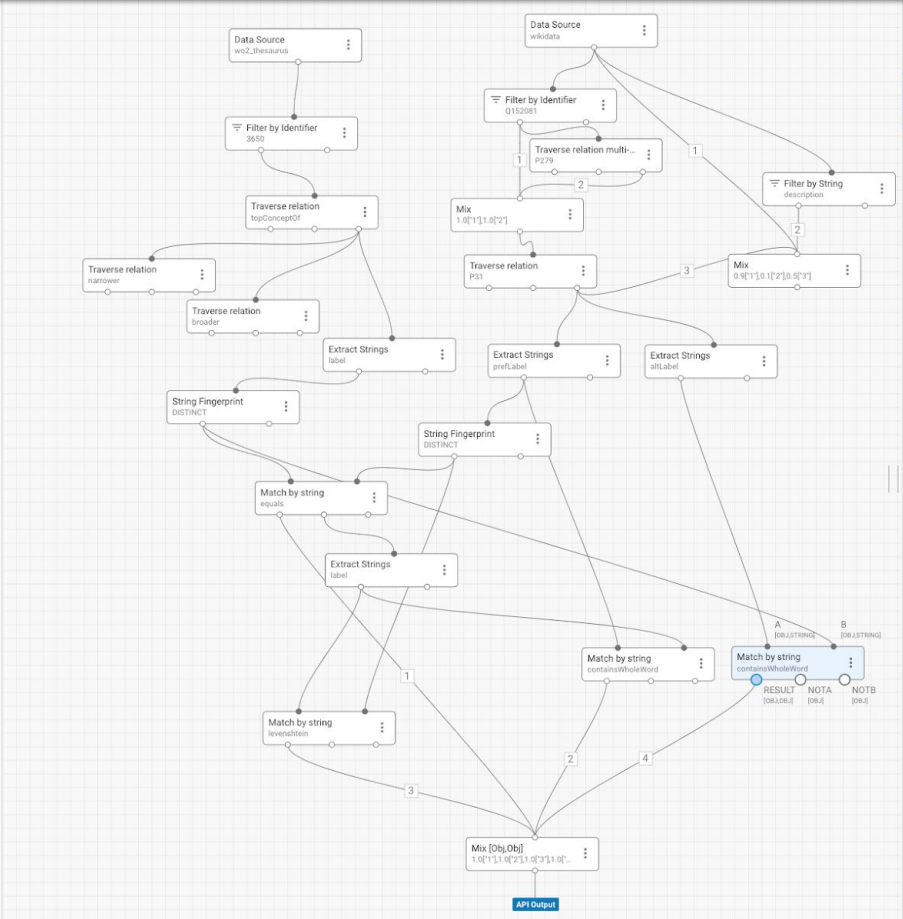 Data Source
wikidata
Data Source
wo2_thesaurus
Filter by Identifier
Q152081
Filter by Identifier
3650
Traverse relation multi-...
P279
1
1
2
Filter by String
description
Traverse relation
topConceptOf
Mix
1.0["1"],1.0["2"]
2
Traverse relation
narrower
Traverse relation
P31
3
Mix
0.9["1"],0.1["2"],0.5["3"]
Traverse relation
broader
Extract Strings
label
Extract Strings
prefLabel
Extract Strings
altLabel
String Fingerprint
DISTINCT
String Fingerprint
DISTINCT
Match by string
equals
Extract Strings
label
A
[OBJ,STRING]
B
[OBJ,STRING]
Match by string
containsWholeWord
Match by string
containsWholeWord
RESULT
[OBJ,OBJ]
NOTA
[OBJ]
NOTB
[OBJ]
1
Match by string
levenshtein
2
4
3
Mix [Obj,Obj]
1.0["1"],1.0["2"],1.0["3"],1.0["...
API Output